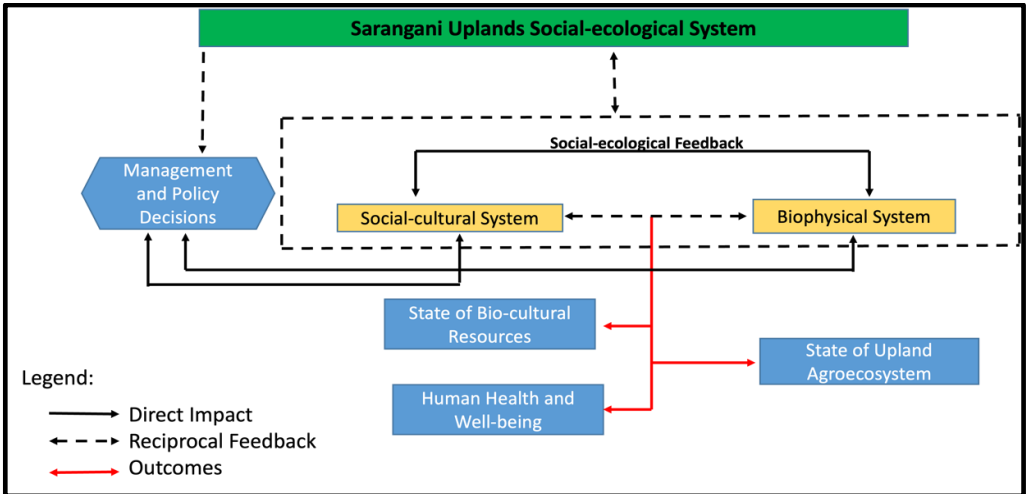 Sarangani Uplands Social-ecological System
Social-ecological Feedback
Management
and Policy
Decisions
Social-cultural System
Biophysical System
State of Bio-cultural
Resources
State of Upland
Agroecosystem
Human Health and
Well-being
Legend:
Direct Impact
Reciprocal Feedback
Outcomes